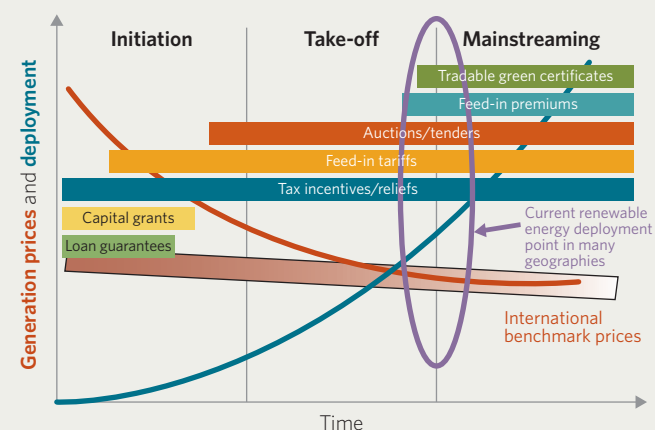 Initiation
Take-off
Mainstreaming
Tradable green certificates
Feed-in premiums
Auctions/tenders
Feed-in tariffs
Tax incentives/reliefs
Capital grants
Loan guarantees
Current renewable
energy deployment
point in many
geographies
International
benchmark prices
Generation prices and deployment
Time